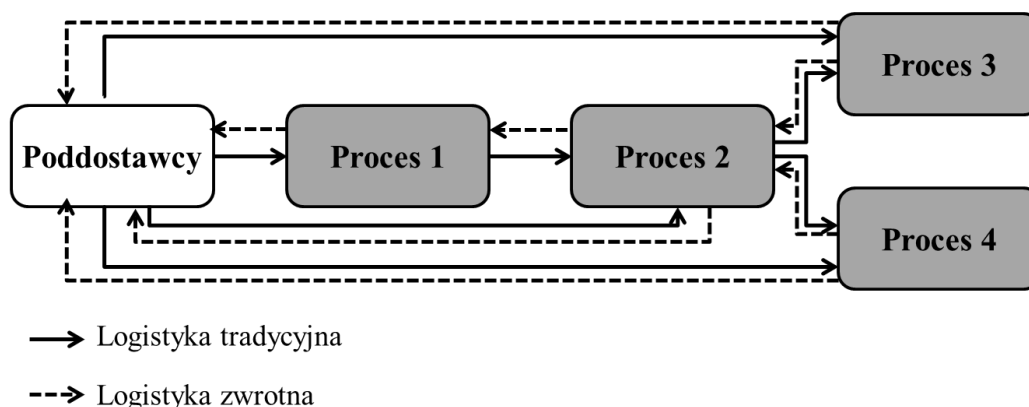 Proces 3
Poddostawcy
Proces 1
Proces 2
Proces 4
Logistyka tradycyjna
Logistyka zwrotna